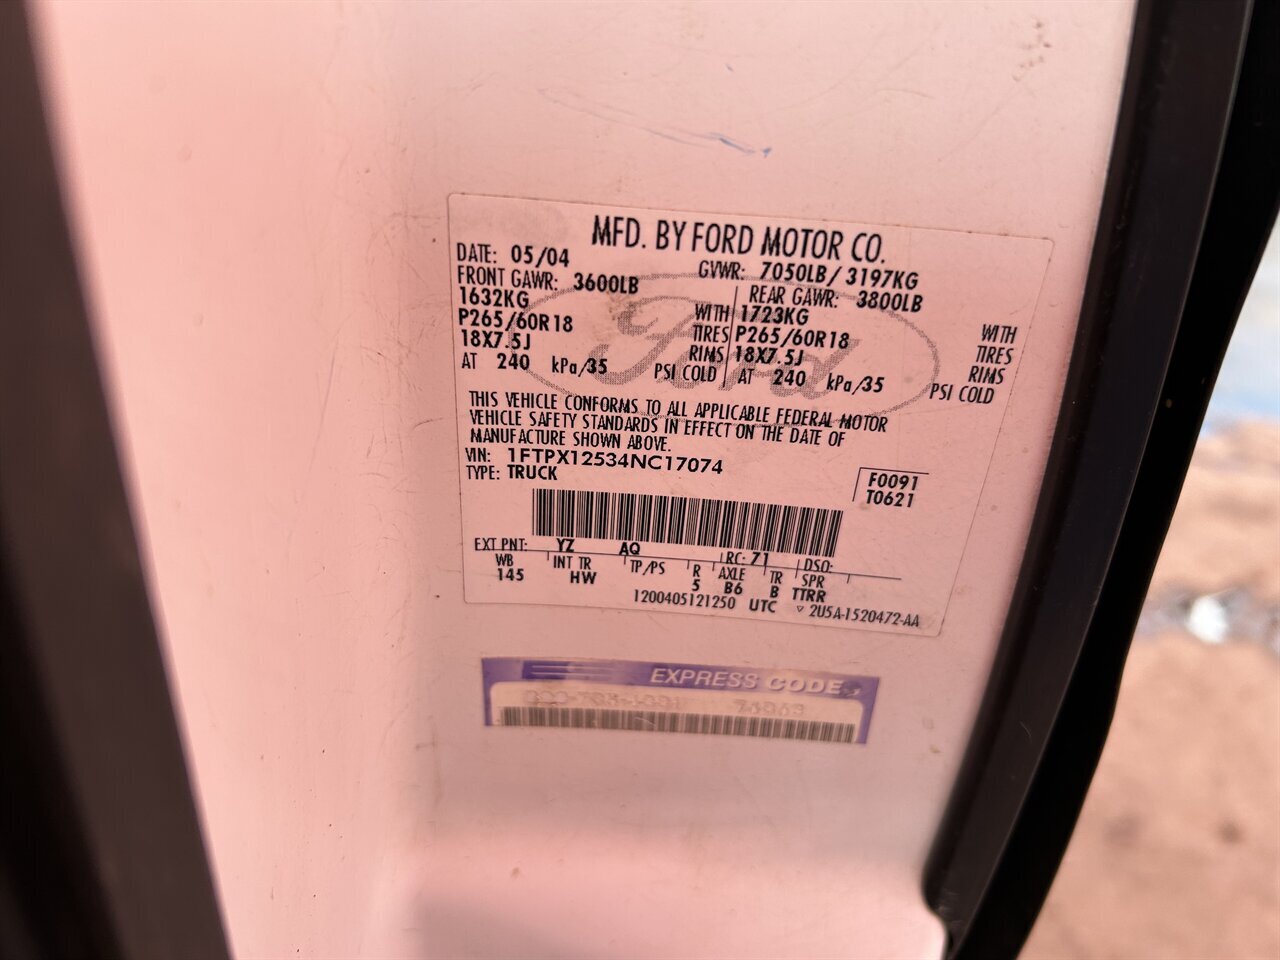 MFD. BY FORD MOTOR CO.
DATE: 05/04 GVWR: 7050LB/ 3197KG
FRONT GAWR: 3600LB REAR GAWR: 3800LB
1632KG WITH 1723KG WITH
P265/60R18 TIRES P265/60R18 TIRES
18X7.5J RIMS 18X7.5J RIMS
AT 240 kPa/35 PSI COLD AT 240 kPa/35 PSI COLD
Ford
THIS VEHICLE CONFORMS TO ALL APPLICABLE FEDERAL MOTOR
VEHICLE SAFETY STANDARDS IN EFFECT ON THE DATE OF
MANUFACTURE SHOWN ABOVE.
VIN: 1FTPX12534NC17074
TYPE: TRUCK
F0091
T0621
EXT PNT: YZ AQ RC: 71 DSO:
WB INT TR TP/PS R AXLE TR SPR
145 HW 5 B6 B TTRR
1200405121250 UTC ▽ 2U5A-1520472-AA
EXPRESS CODE